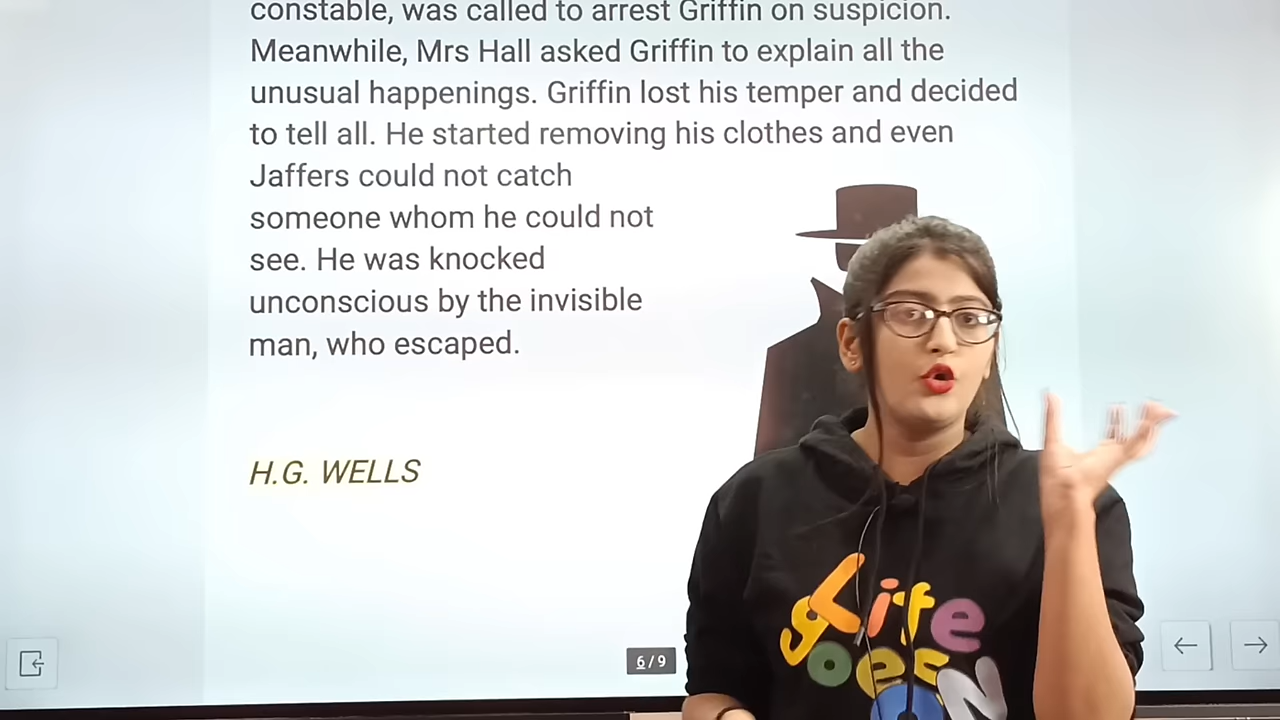 constable, was called to arrest Griffin on suspicion.
Meanwhile, Mrs Hall asked Griffin to explain all the
unusual happenings. Griffin lost his temper and decided
to tell all. He started removing his clothes and even
Jaffers could not catch
someone whom he could not
see. He was knocked
unconscious by the invisible
man, who escaped.
H.G. WELLS
6/9
Life
goes
ON